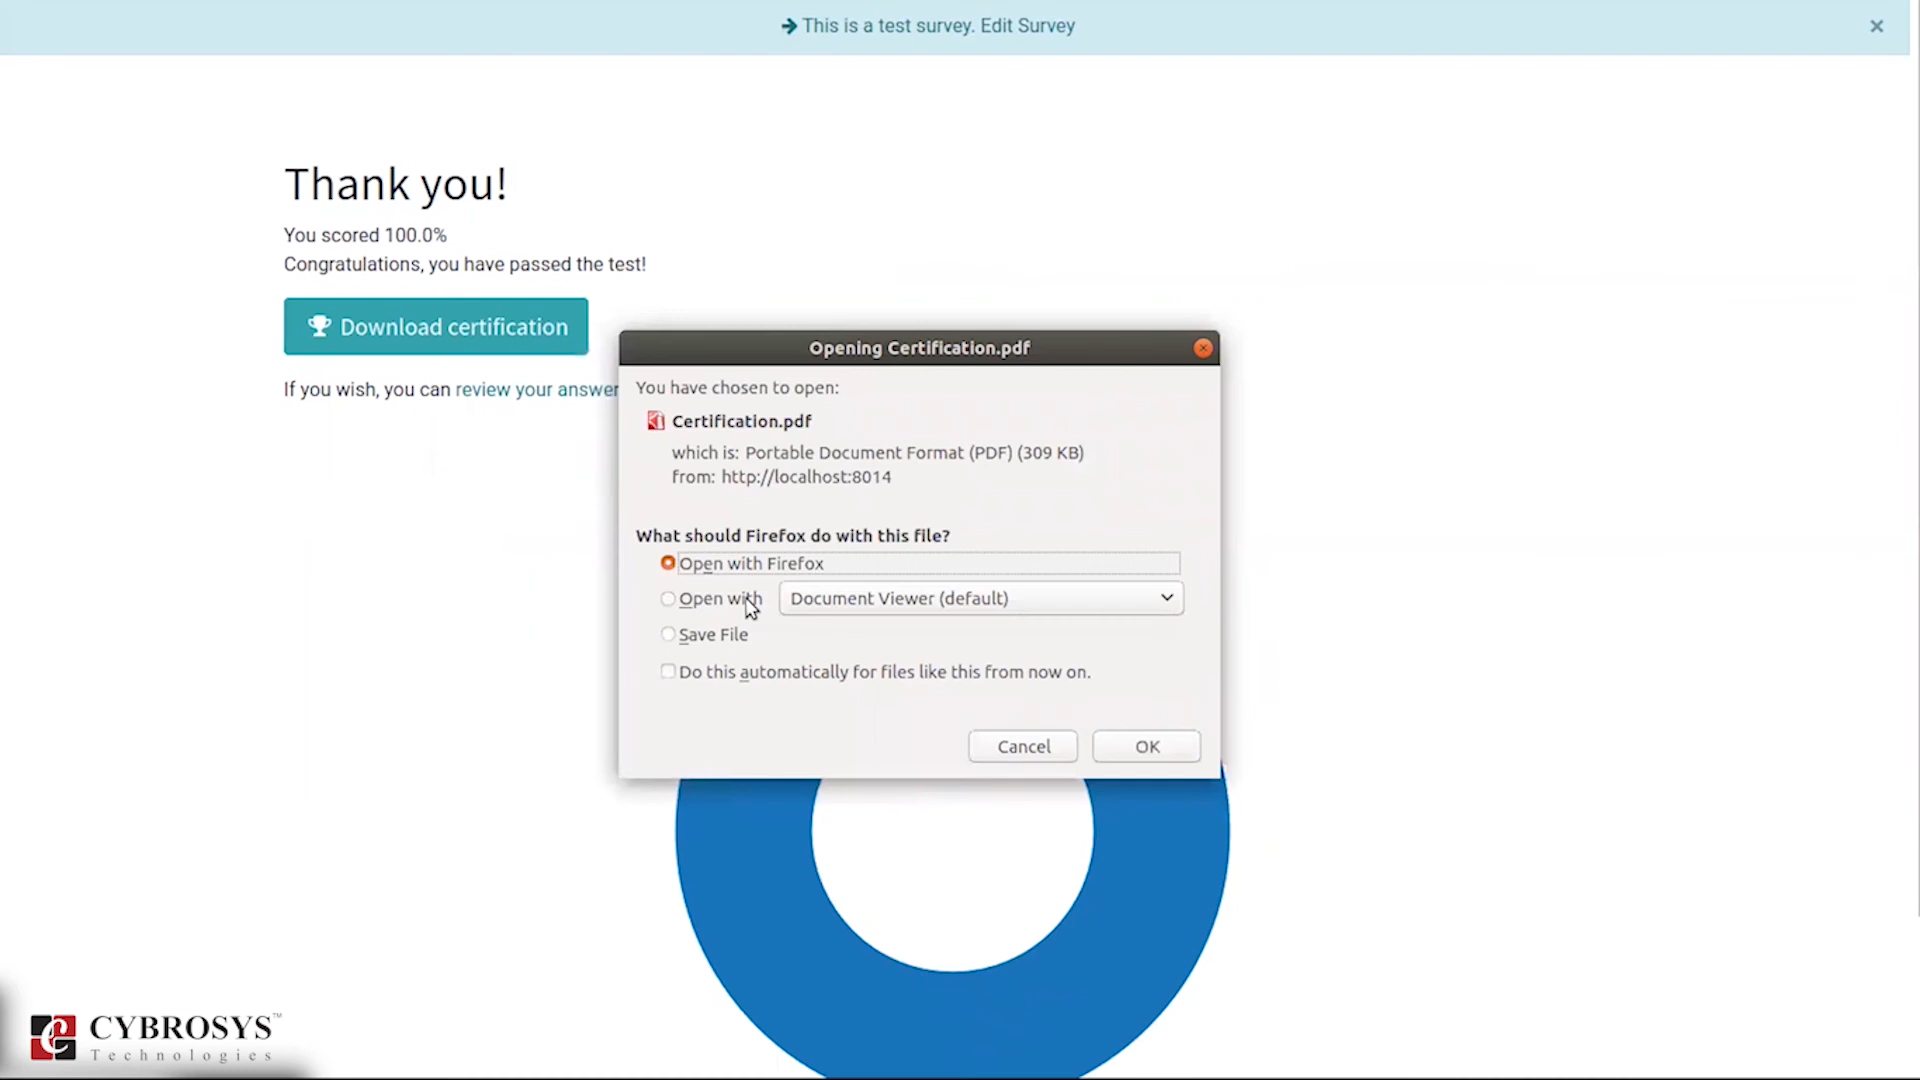 This is a test survey. Edit Survey
×
Thank you!
You scored 100.0%
Congratulations, you have passed the test!
Download certification
If you wish, you can review your answer
Opening Certification.pdf
You have chosen to open:
Certification.pdf
which is: Portable Document Format (PDF) (309 KB)
from: http://localhost:8014
What should Firefox do with this file?
Open with Firefox
Open with Document Viewer (default)
Save File
Do this automatically for files like this from now on.
Cancel OK
CYBROSYS™
Technologies